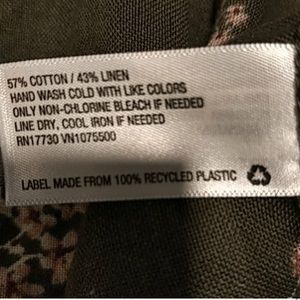 57% COTTON / 43% LINEN
HAND WASH COLD WITH LIKE COLORS
ONLY NON-CHLORINE BLEACH IF NEEDED
LINE DRY, COOL IRON IF NEEDED
RN17730 VN1075500
LABEL MADE FROM 100% RECYCLED PLASTIC